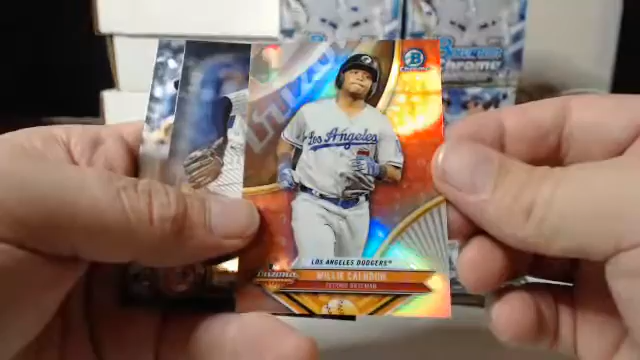 Los Angeles
LOS ANGELES DODGERS
WILLIE CALHOUN
SECOND BASEMAN
Bowman
Chrome